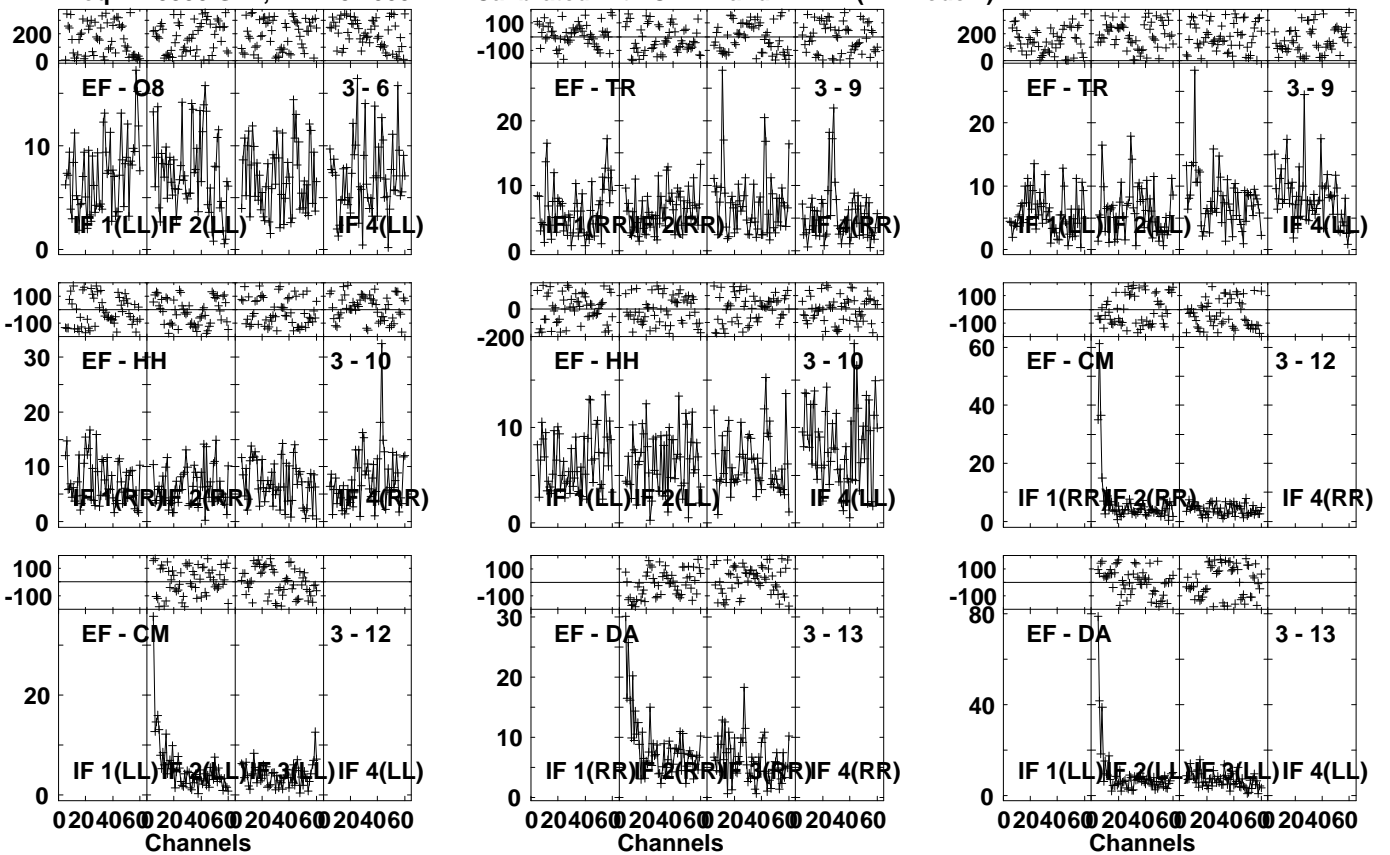 200
0
EF - O8 3 - 6
10
0
IF 1(LL) IF 2(LL) IF 4(LL)
100
-100
EF - TR 3 - 9
20
10
0
IF 1(RR) IF 2(RR) IF 4(RR)
200
0
EF - TR 3 - 9
20
10
0
IF 1(LL) IF 2(LL) IF 4(LL)
100
-100
EF - HH 3 - 10
30
20
10
0
IF 1(RR) IF 2(RR) IF 4(RR)
0
-200
EF - HH 3 - 10
10
0
IF 1(LL) IF 2(LL) IF 4(LL)
100
-100
EF - CM 3 - 12
60
40
20
0
IF 1(RR) IF 2(RR) IF 4(RR)
100
-100
EF - CM 3 - 12
20
0
IF 1(LL) IF 2(LL) IF 3(LL) IF 4(LL)
0 20 40 60 0 20 40 60 0 20 40 60 0 20 40 60
Channels
100
-100
EF - DA 3 - 13
30
20
10
0
IF 1(RR) IF 2(RR) IF 3(RR) IF 4(RR)
0 20 40 60 0 20 40 60 0 20 40 60 0 20 40 60
Channels
100
-100
EF - DA 3 - 13
80
40
0
IF 1(LL) IF 2(LL) IF 3(LL) IF 4(LL)
0 20 40 60 0 20 40 60 0 20 40 60 0 20 40 60
Channels